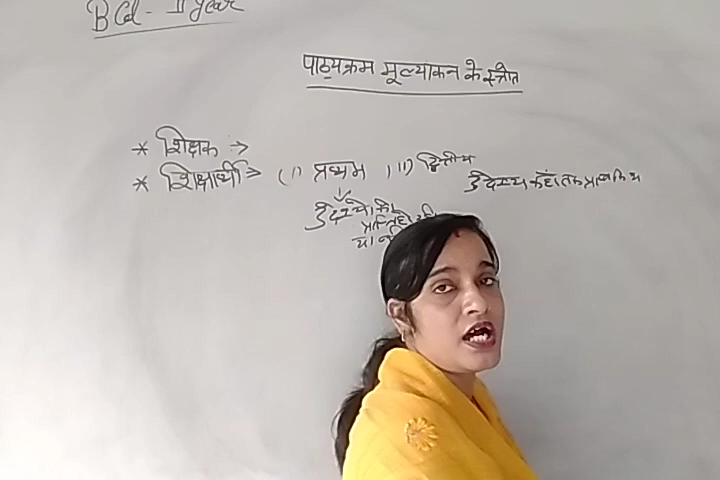 B Ed - II year
पाठ्यक्रम मूल्यांकन के स्त्रोत
* शिक्षक →
* शिक्षार्थी → (i) प्रथम (ii) द्वितीय
उद्देश्य कहाँ तक प्राप्त किये
उद्देश्यो की
प्राप्ति हो
या